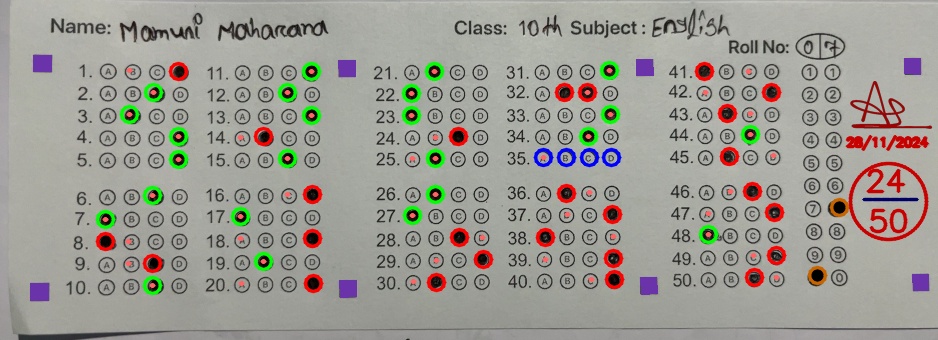 Name: Mamuni Maharana Class: 10th Subject: English
Roll No: 0 7
1. A B C 11. A B C 21. A C D 31. A B C 41. B C D 1 1
2. A B D 12. A B D 22. B C D 32. A D 42. A B C 2 2
3. A C D 13. A B C 23. B C D 33. A B C 43. A C D 3 3
4. A B C 14. A C D 24. A B D 34. A B D 44. A B D 4 4
5. A B C 15. A B D 25. A C D 35. A B C D 45. A C D 5 5
6. A B D 16. A B C 26. A C D 36. A C D 46. A B D 6 6
7. B C D 17. B C D 27. B C D 37. A B C 47. A B C 7
8. B C D 18. A B C 28. A B D 38. B C D 48. B C D 8 8
9. A B D 19. A C D 29. A B C 39. A B C 49. A B C 9 9
10. A B D 20. A B C 30. A C D 40. A B C 50. A B D 0
28/11/2024
24
50